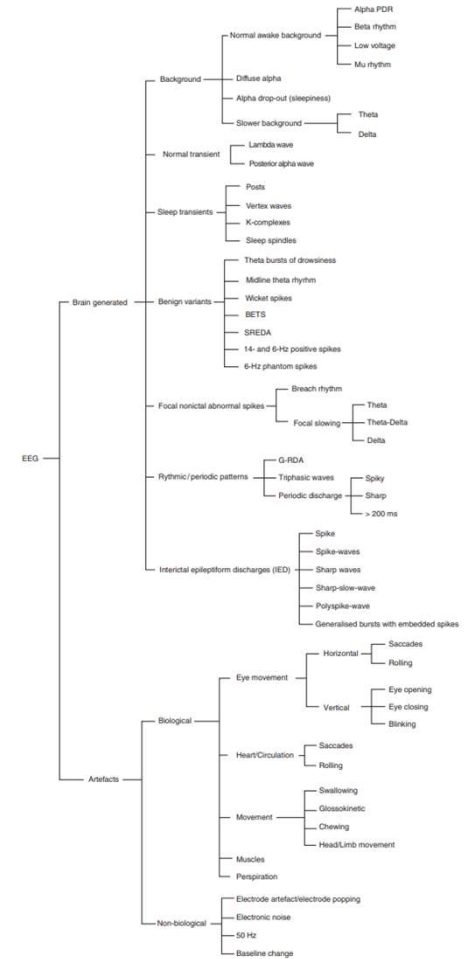 EEG
Brain generated
Background
Normal awake background
Alpha PDR
Beta rhythm
Low voltage
Mu rhythm
Diffuse alpha
Alpha drop-out (sleepiness)
Slower background
Theta
Delta
Normal transient
Lambda wave
Posterior alpha wave
Sleep transients
Posts
Vertex waves
K-complexes
Sleep spindles
Benign variants
Theta bursts of drowsiness
Midline theta rhyrhm
Wicket spikes
BETS
SREDA
14- and 6-Hz positive spikes
6-Hz phantom spikes
Focal nonictal abnormal spikes
Breach rhythm
Focal slowing
Theta
Theta-Delta
Delta
Rythmic/periodic patterns
G-RDA
Triphasic waves
Periodic discharge
Spiky
Sharp
> 200 ms
Interictal epileptiform discharges (IED)
Spike
Spike-waves
Sharp waves
Sharp-slow-wave
Polyspike-wave
Generalised bursts with embedded spikes
Artefacts
Biological
Eye movement
Horizontal
Saccades
Rolling
Vertical
Eye opening
Eye closing
Blinking
Heart/Circulation
Saccades
Rolling
Movement
Swallowing
Glossokinetic
Chewing
Head/Limb movement
Muscles
Perspiration
Non-biological
Electrode artefact/electrode popping
Electronic noise
50 Hz
Baseline change